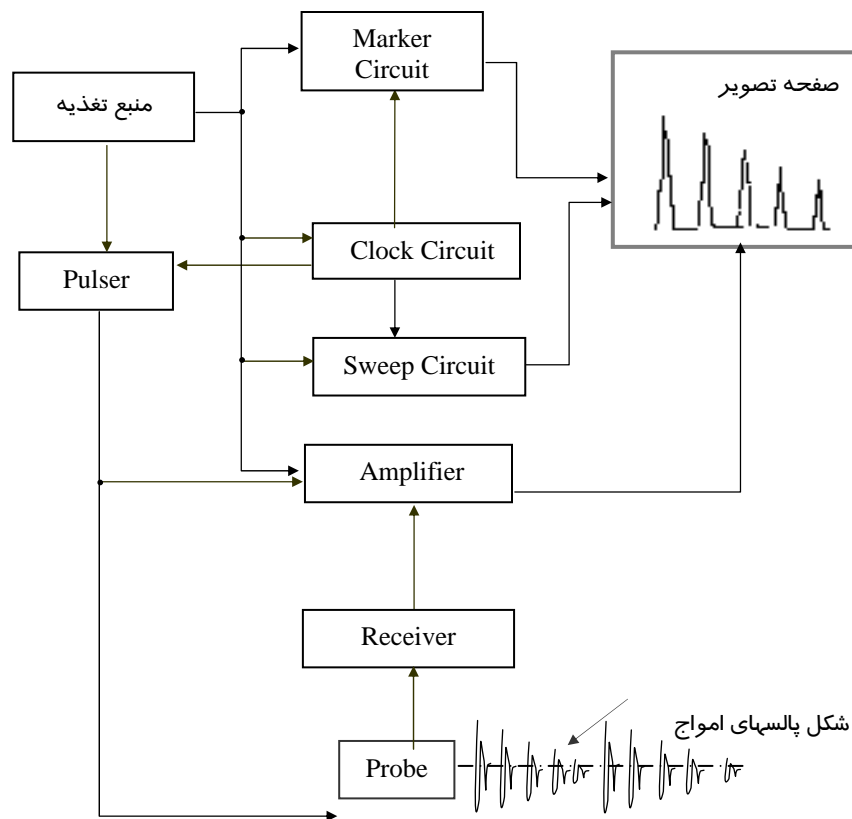 Marker
Circuit
صفحه تصویر
منبع تغذیه
Clock Circuit
Pulser
Sweep Circuit
Amplifier
Receiver
شکل پالسهای امواج
Probe